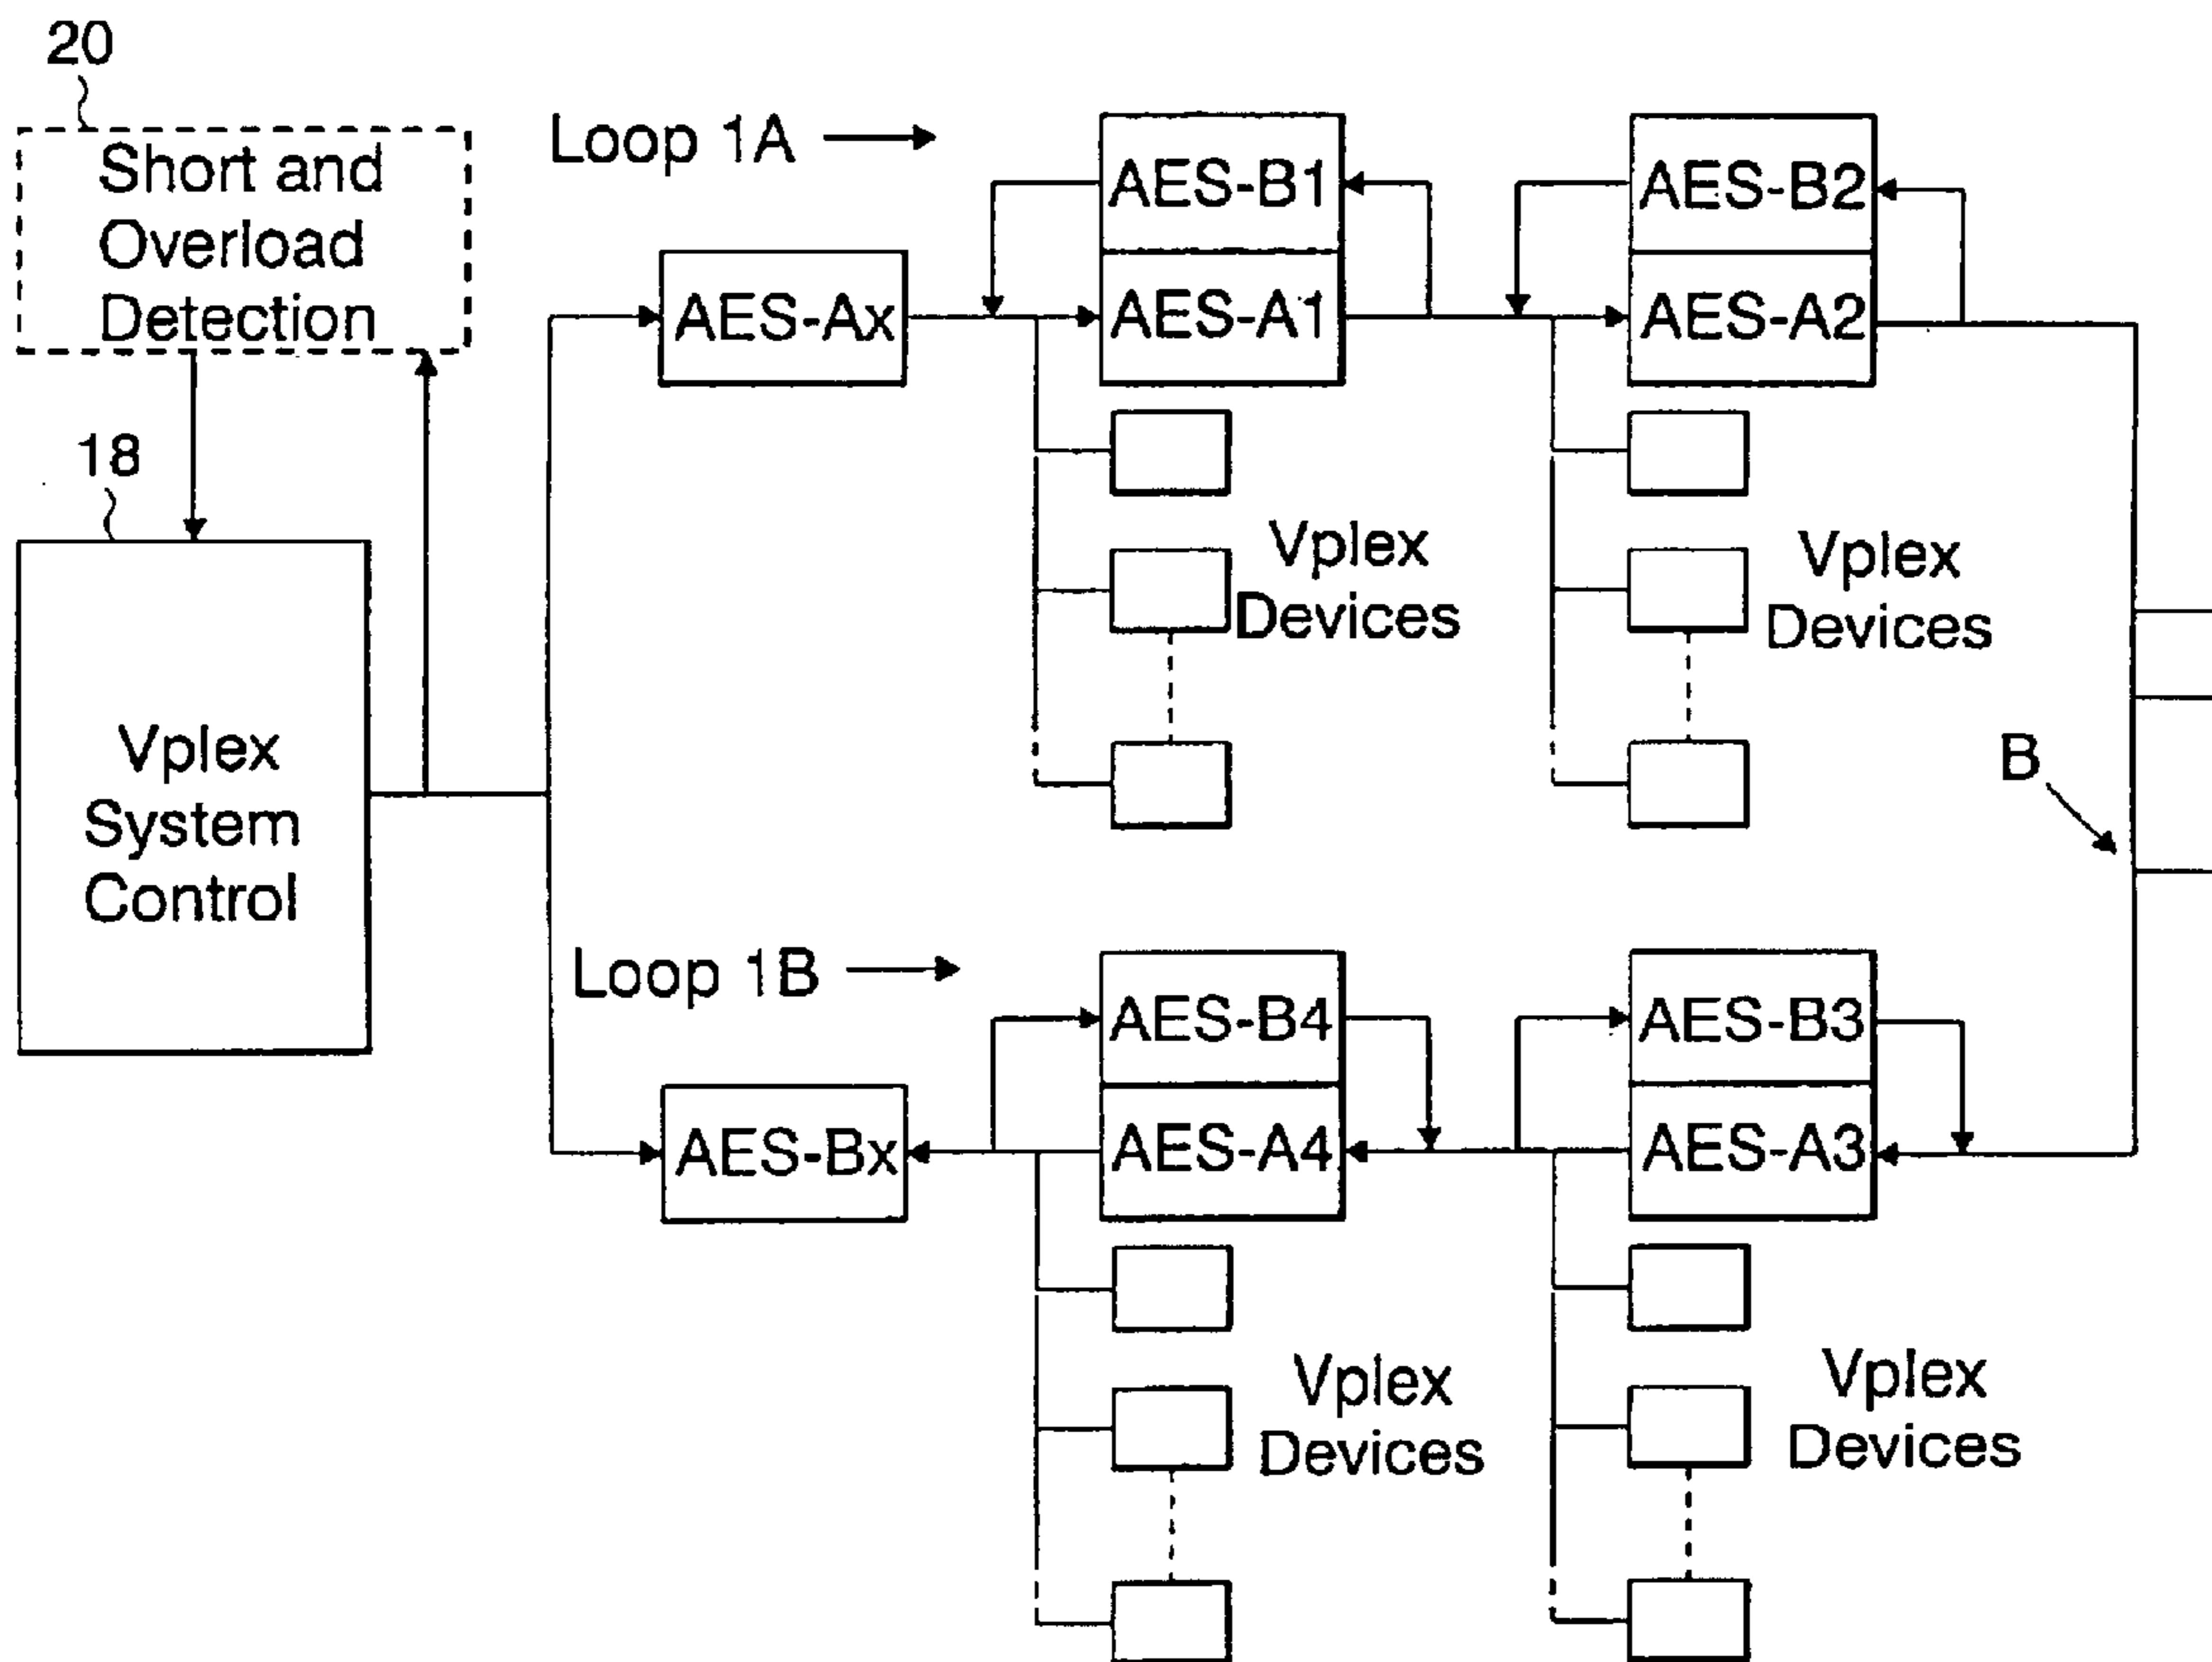 20
Short and
Overload
Detection
18
Vplex
System
Control
Loop 1A
AES-Ax
AES-B1
AES-A1
AES-B2
AES-A2
Vplex
Devices
Vplex
Devices
B
Loop 1B
AES-Bx
AES-B4
AES-A4
AES-B3
AES-A3
Vplex
Devices
Vplex
Devices